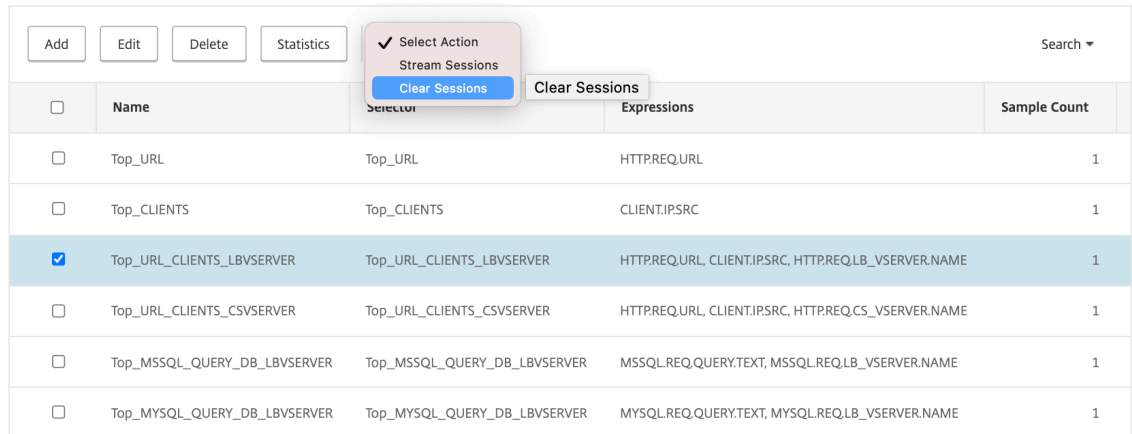 Add Edit Delete Statistics Select Action Search
Stream Sessions
Clear Sessions Clear Sessions
Name Selector Expressions Sample Count
Top_URL Top_URL HTTP.REQ.URL 1
Top_CLIENTS Top_CLIENTS CLIENT.IP.SRC 1
Top_URL_CLIENTS_LBVSERVER Top_URL_CLIENTS_LBVSERVER HTTP.REQ.URL, CLIENT.IP.SRC, HTTP.REQ.LB_VSERVER.NAME 1
Top_URL_CLIENTS_CSVSERVER Top_URL_CLIENTS_CSVSERVER HTTP.REQ.URL, CLIENT.IP.SRC, HTTP.REQ.CS_VSERVER.NAME 1
Top_MSSQL_QUERY_DB_LBVSERVER Top_MSSQL_QUERY_DB_LBVSERVER MSSQL.REQ.QUERY.TEXT, MSSQL.REQ.LB_VSERVER.NAME 1
Top_MYSQL_QUERY_DB_LBVSERVER Top_MYSQL_QUERY_DB_LBVSERVER MYSQL.REQ.QUERY.TEXT, MYSQL.REQ.LB_VSERVER.NAME 1